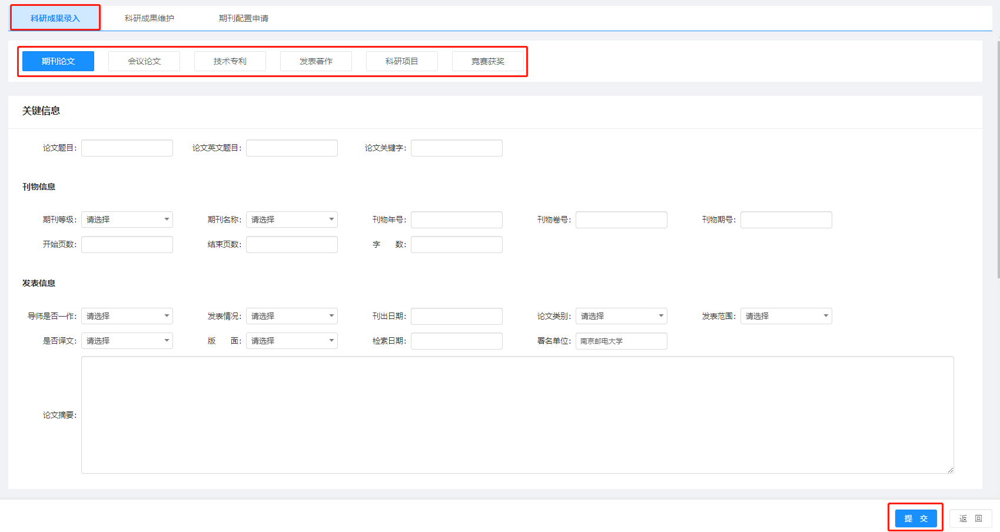 科研成果录入 科研成果维护 期刊配置申请
期刊论文 会议论文 技术专利 发表著作 科研项目 竞赛获奖
关键信息
论文题目: 论文英文题目: 论文关键字:
刊物信息
期刊等级: 请选择 期刊名称: 请选择 刊物年号: 刊物卷号: 刊物期号:
开始页数: 结束页数: 字 数:
发表信息
导师是否一作: 请选择 发表情况: 请选择 刊出日期: 论文类别: 请选择 发表范围: 请选择
是否译文: 请选择 版 面: 请选择 检索日期: 署名单位: 南京邮电大学
论文摘要:
提 交 返 回